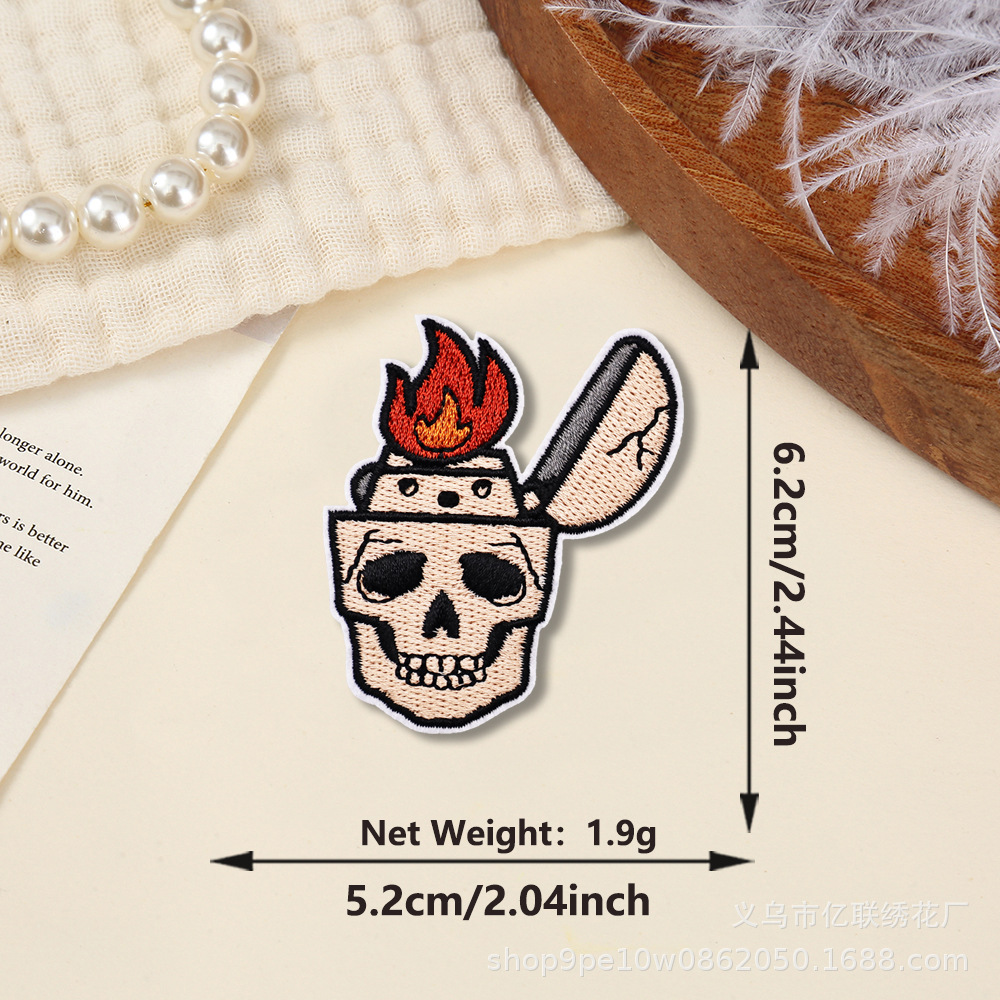 longer alone.
world for him.
rs is better
ne like
6.2cm/2.44inch
Net Weight: 1.9g
5.2cm/2.04inch
义乌市亿联绣花厂
shop9pe10w0862050.1688.com